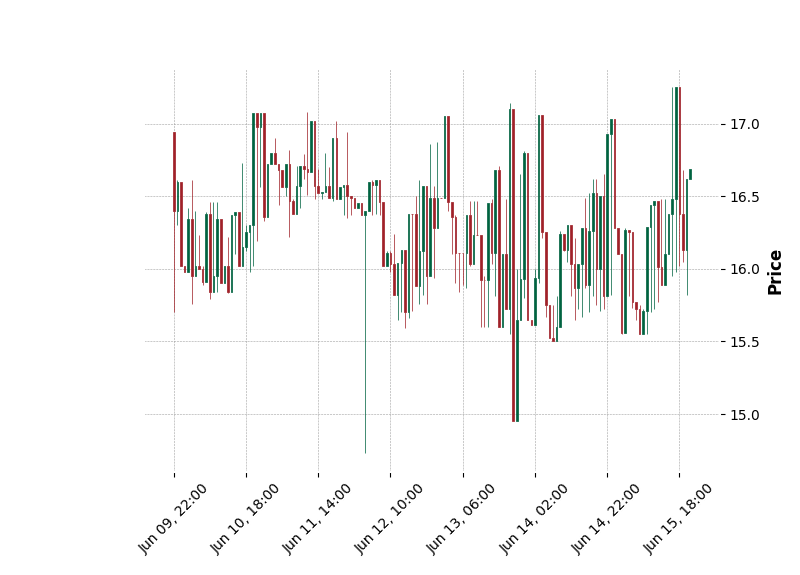 17.0
16.5
16.0
15.5
15.0
Price
Jun 09, 22:00
Jun 10, 18:00
Jun 11, 14:00
Jun 12, 10:00
Jun 13, 06:00
Jun 14, 02:00
Jun 14, 22:00
Jun 15, 18:00